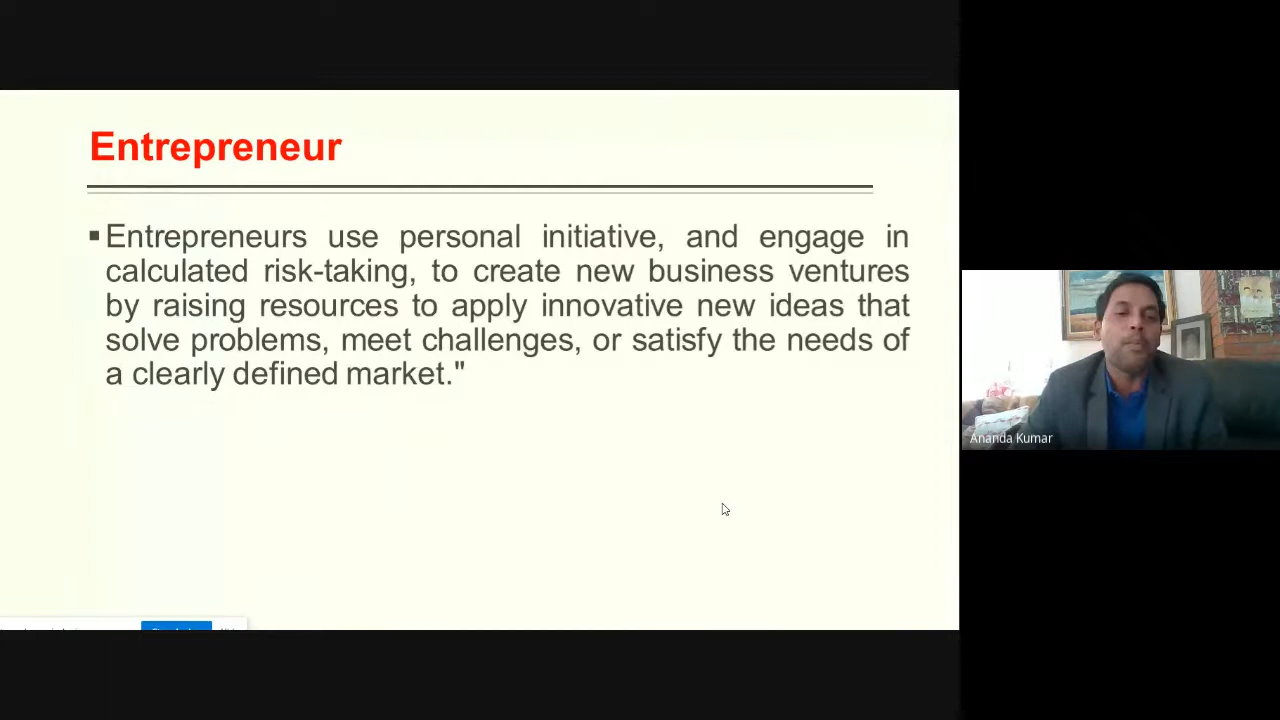 Entrepreneur
▪Entrepreneurs use personal initiative, and engage in
calculated risk-taking, to create new business ventures
by raising resources to apply innovative new ideas that
solve problems, meet challenges, or satisfy the needs of
a clearly defined market."
Ananda Kumar